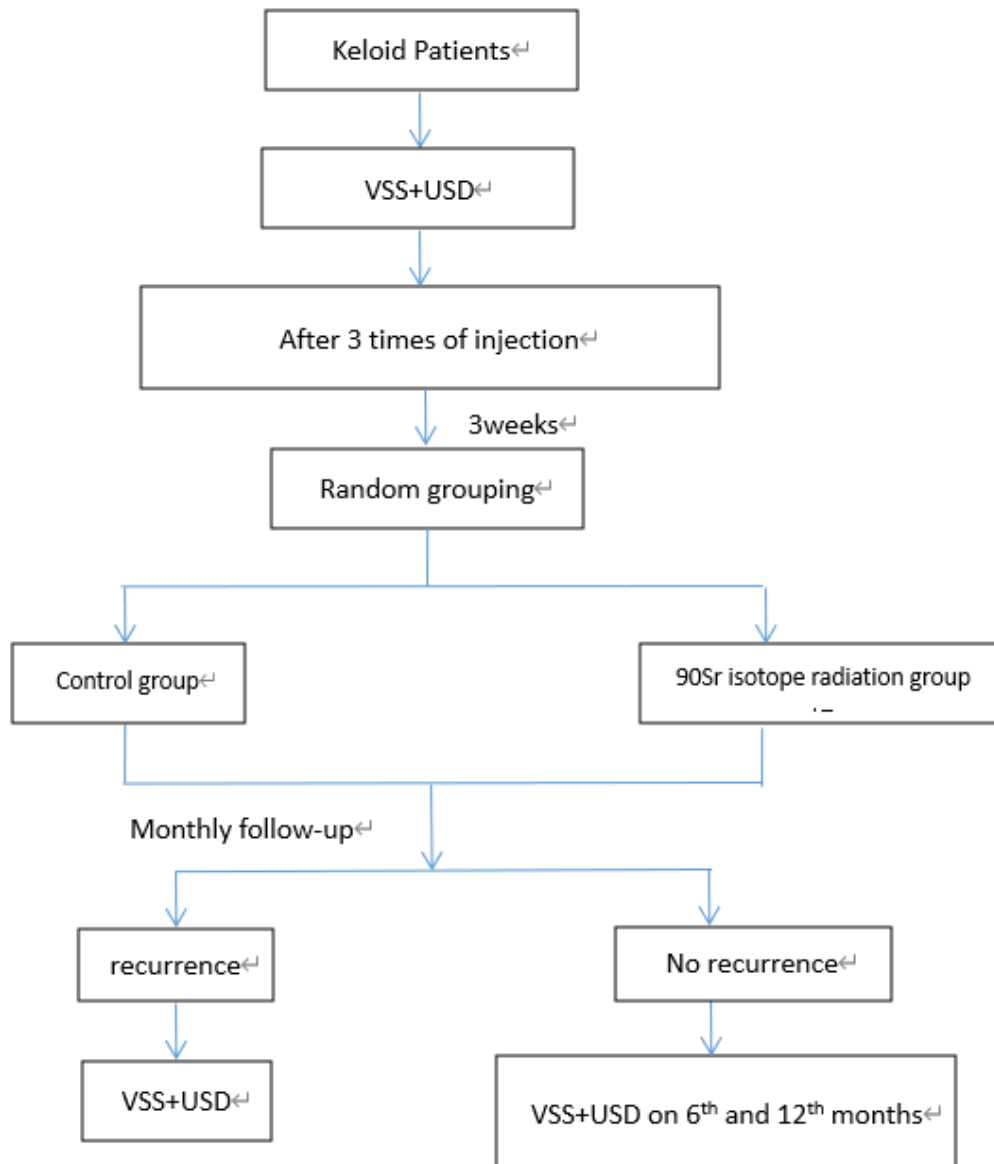 Keloid Patients↵
VSS+USD↵
After 3 times of injection↵
3weeks↵
Random grouping↵
Control group↵
90Sr isotope radiation group
Monthly follow-up↵
recurrence↵
No recurrence↵
VSS+USD↵
VSS+USD on 6th and 12th months↵